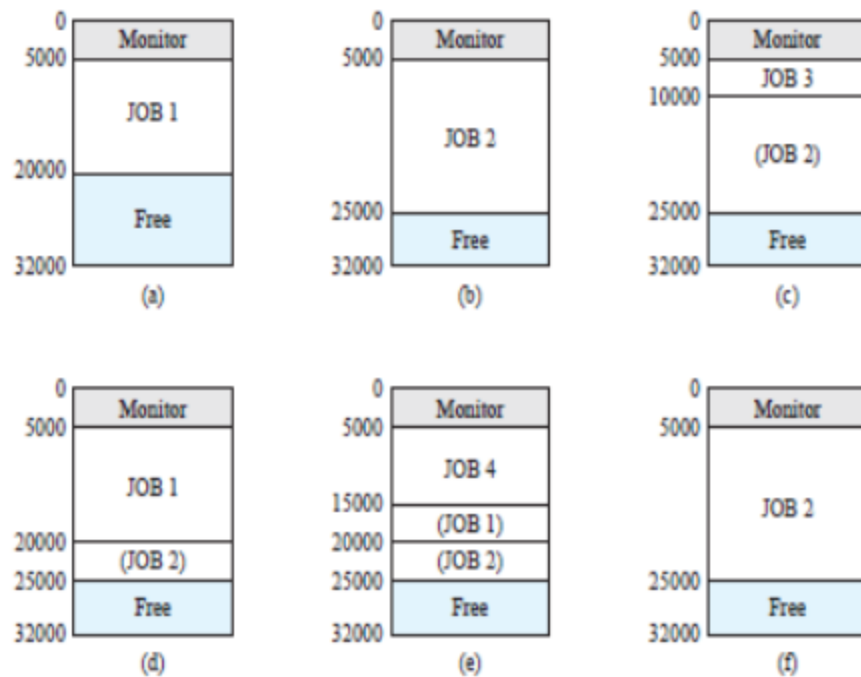 0
Monitor
5000
JOB 1
20000
Free
32000
(a)
0
Monitor
5000
JOB 2
25000
Free
32000
(b)
0
Monitor
5000
JOB 3
10000
(JOB 2)
25000
Free
32000
(c)
0
Monitor
5000
JOB 1
20000
(JOB 2)
25000
Free
32000
(d)
0
Monitor
5000
JOB 4
15000
(JOB 1)
20000
(JOB 2)
25000
Free
32000
(e)
0
Monitor
5000
JOB 2
25000
Free
32000
(f)